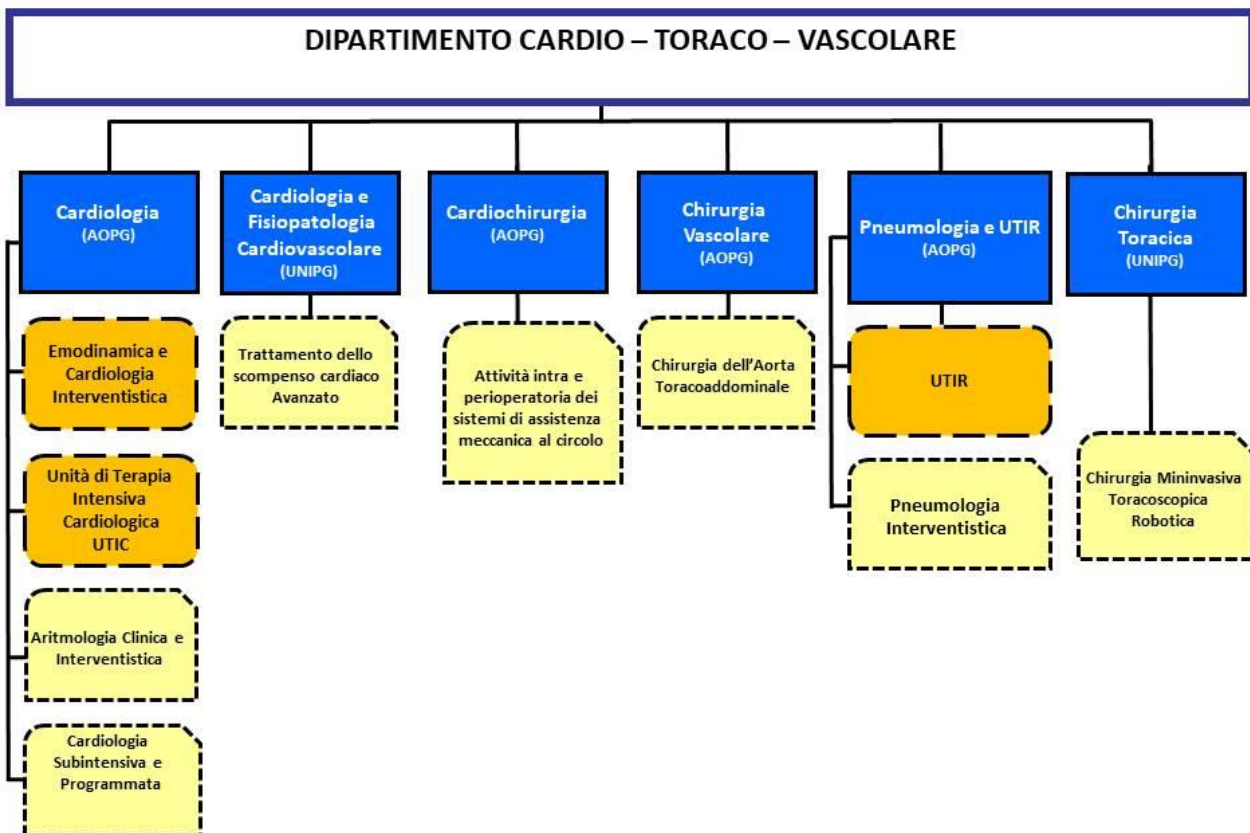 DIPARTIMENTO CARDIO – TORACO – VASCOLARE
Cardiologia
(AOPG)
Emodinamica e
Cardiologia
Interventistica
Unità di Terapia
Intensiva
Cardiologica
UTIC
Aritmologia Clinica e
Interventistica
Cardiologia
Subintensiva e
Programmata
Cardiologia e
Fisiopatologia
Cardiovascolare
(UNIPG)
Trattamento dello
scompenso cardiaco
Avanzato
Cardiochirurgia
(AOPG)
Attività intra e
perioperatoria dei
sistemi di assistenza
meccanica al circolo
Chirurgia
Vascolare
(AOPG)
Chirurgia dell’Aorta
Toracoaddominale
Pneumologia e UTIR
(AOPG)
UTIR
Pneumologia
Interventistica
Chirurgia
Toracica
(UNIPG)
Chirurgia Mininvasiva
Toracoscopica
Robotica